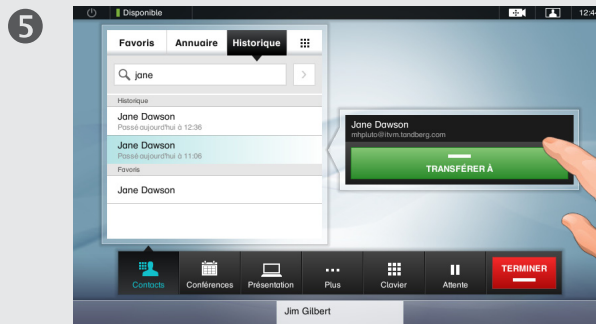 5
Disponible
12:4
Favoris Annuaire Historique
jane
Historique
Jane Dawson
Passé aujourd'hui à 12:36
Jane Dawson
Passé aujourd'hui à 11:06
Favoris
Jane Dawson
Jane Dawson
mhpluto@itvm.tandberg.com
TRANSFÉRER À
Contacts Conférences Présentation Plus Clavier Attente TERMINER
Jim Gilbert